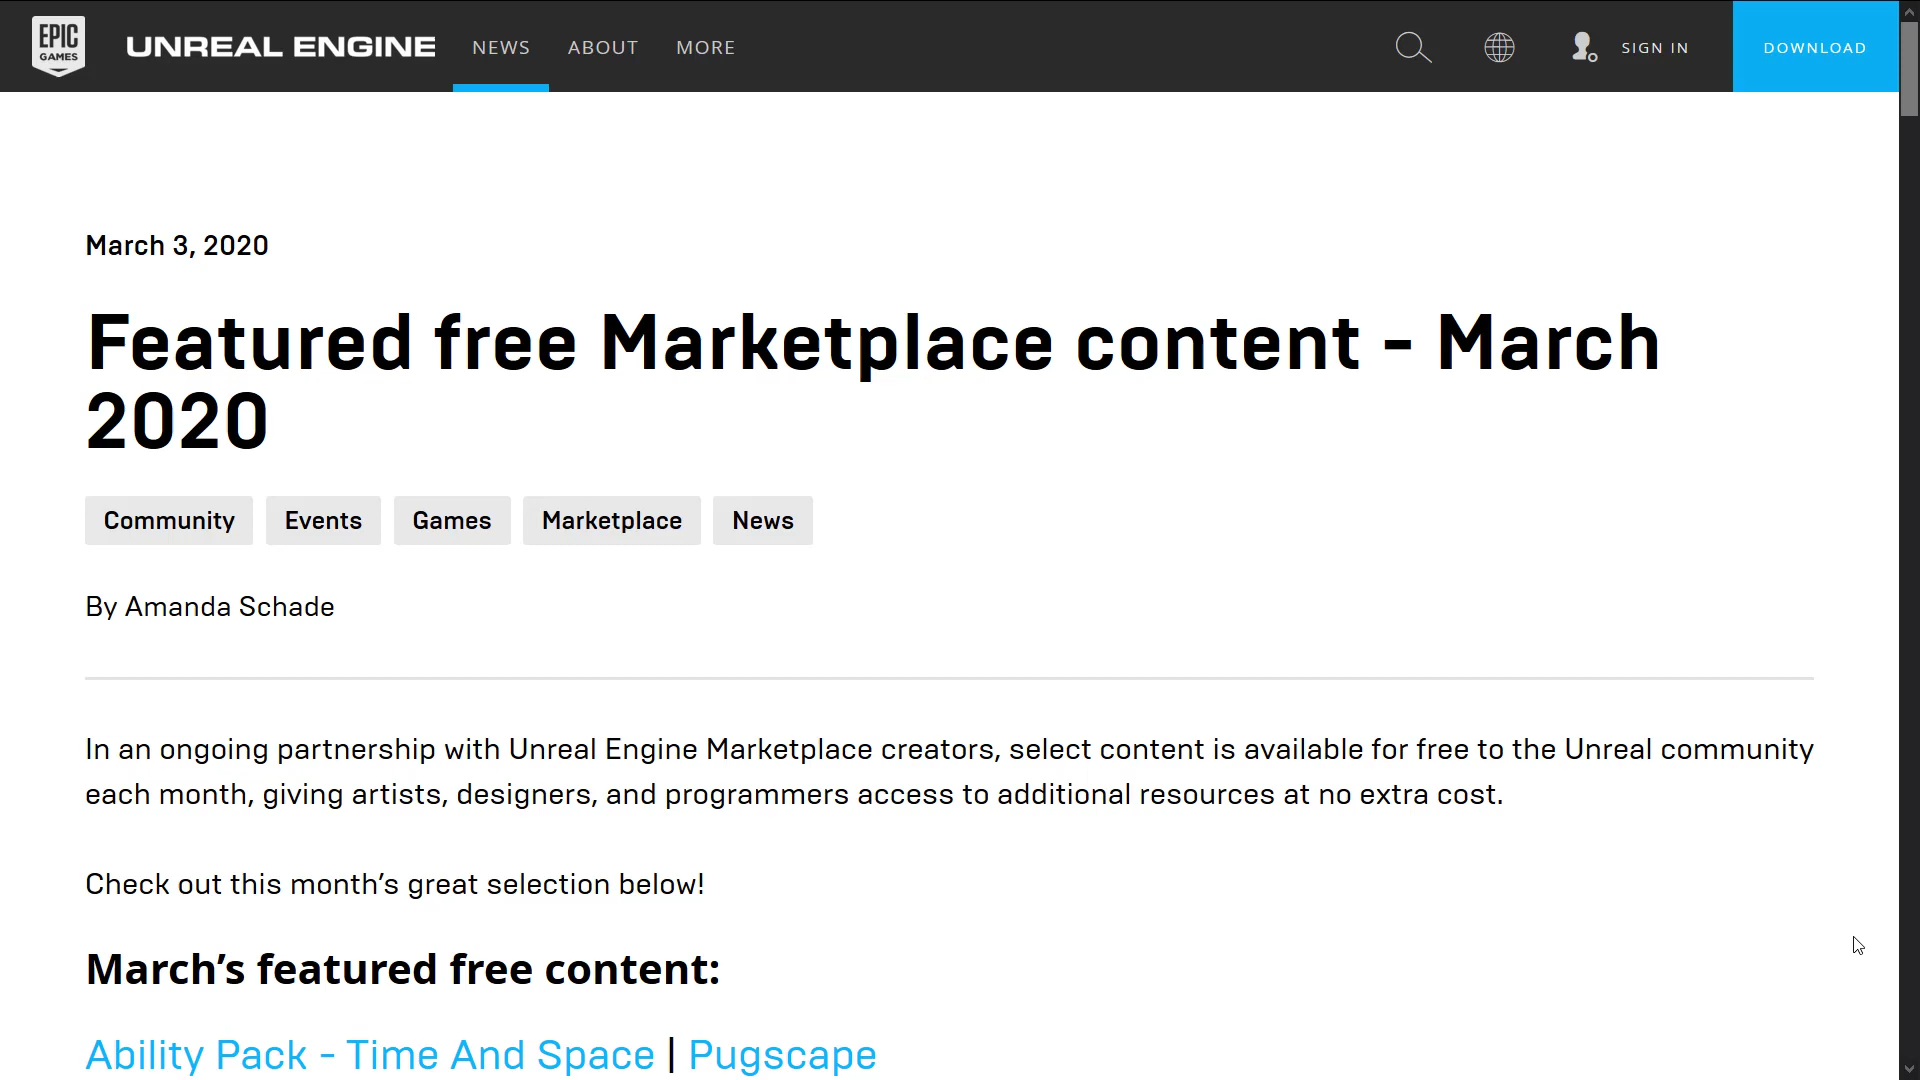 EPIC
GAMES
UNREAL ENGINE
NEWS
ABOUT
MORE
SIGN IN
DOWNLOAD
March 3, 2020
Featured free Marketplace content - March
2020
Community
Events
Games
Marketplace
News
By Amanda Schade
In an ongoing partnership with Unreal Engine Marketplace creators, select content is available for free to the Unreal community
each month, giving artists, designers, and programmers access to additional resources at no extra cost.
Check out this month’s great selection below!
March’s featured free content:
Ability Pack - Time And Space | Pugscape